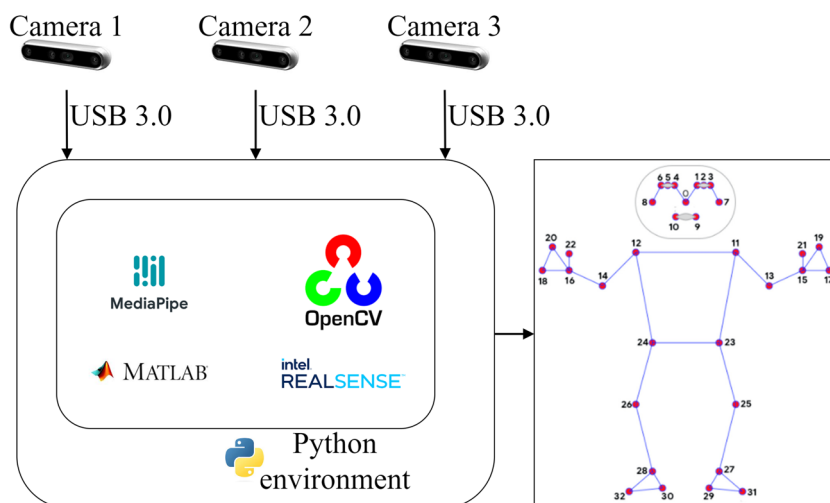 Camera 1 Camera 2 Camera 3
USB 3.0 USB 3.0 USB 3.0
MediaPipe
OpenCV
MATLAB
intel
REALSENSE
Python
environment
6 5 4 1 2 3
0
8 7
10 9
20 22 12 11 21 19
18 16 14 13 15 17
24 23
26 25
28 27
32 30 29 31